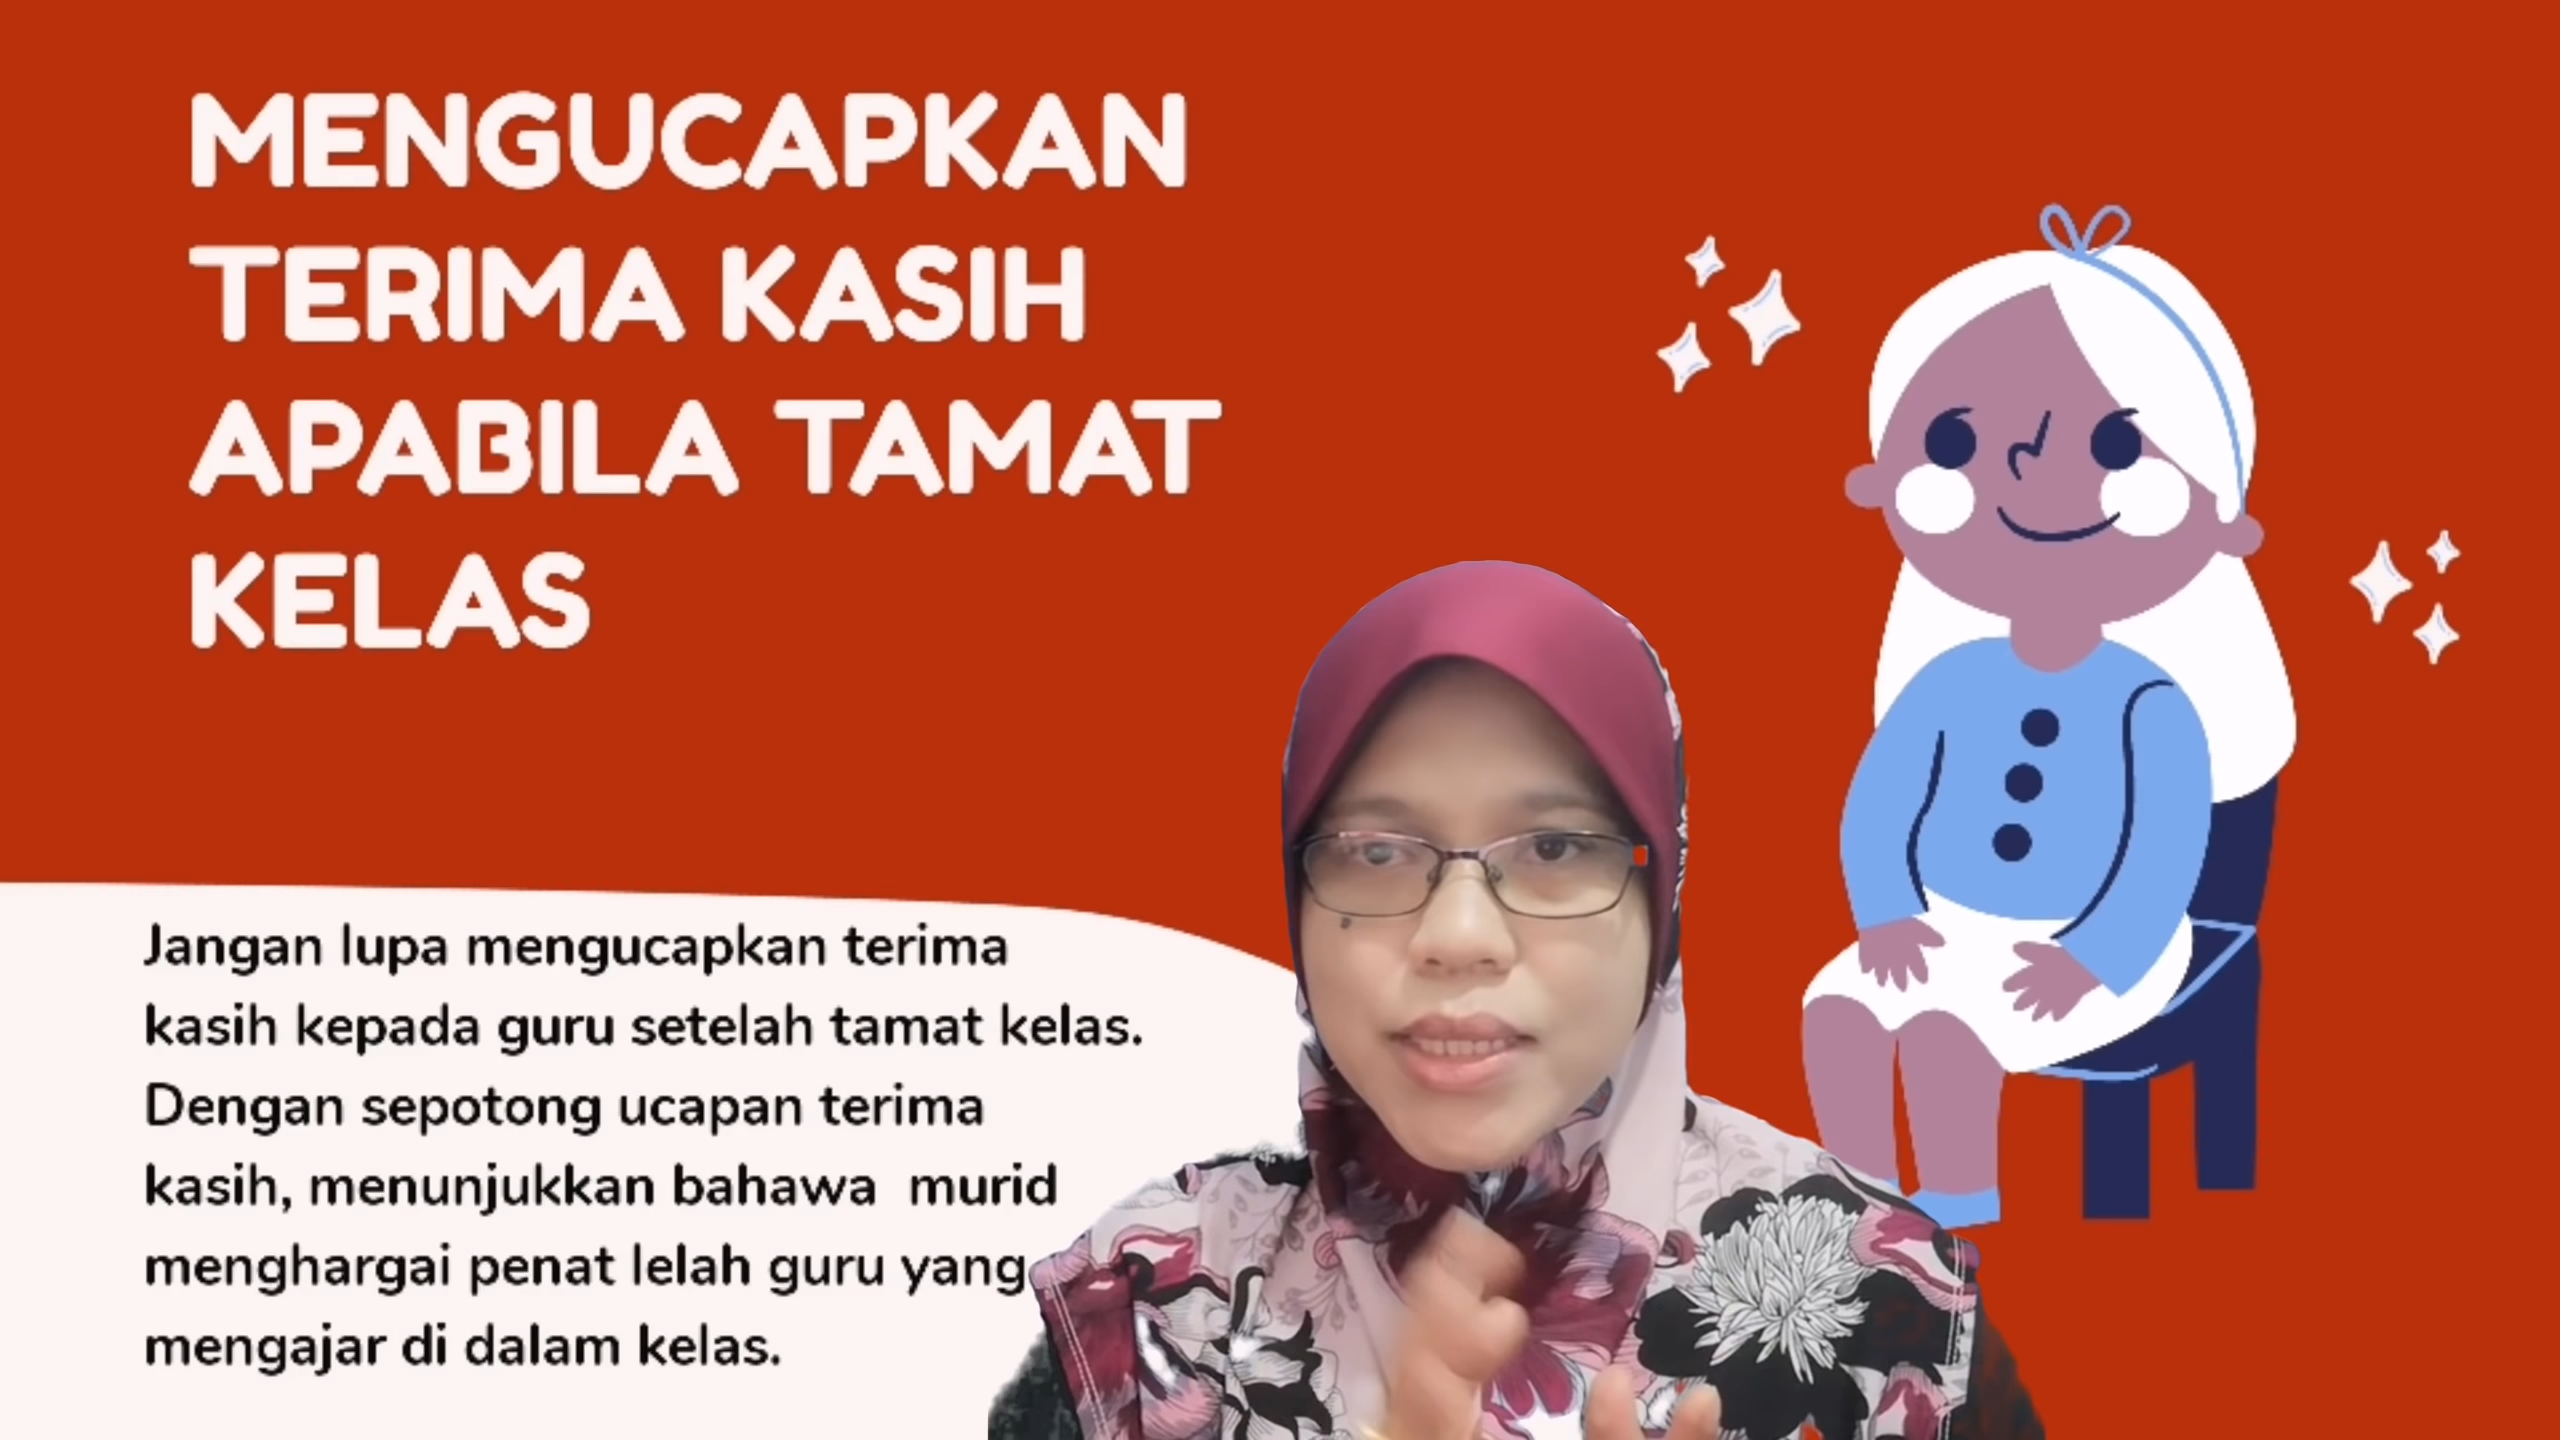 MENGUCAPKAN
TERIMA KASIH
APABILA TAMAT
KELAS
Jangan lupa mengucapkan terima
kasih kepada guru setelah tamat kelas.
Dengan sepotong ucapan terima
kasih, menunjukkan bahawa  murid
menghargai penat lelah guru yang
mengajar di dalam kelas.